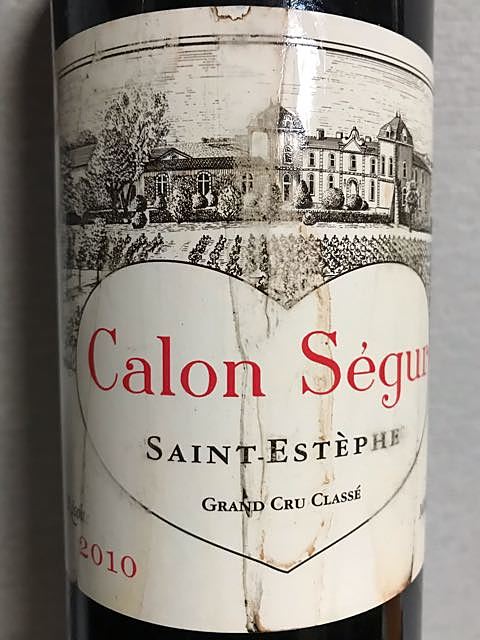 Calon Ségur
SAINT-ESTÈPHE
GRAND CRU CLASSÉ
2010